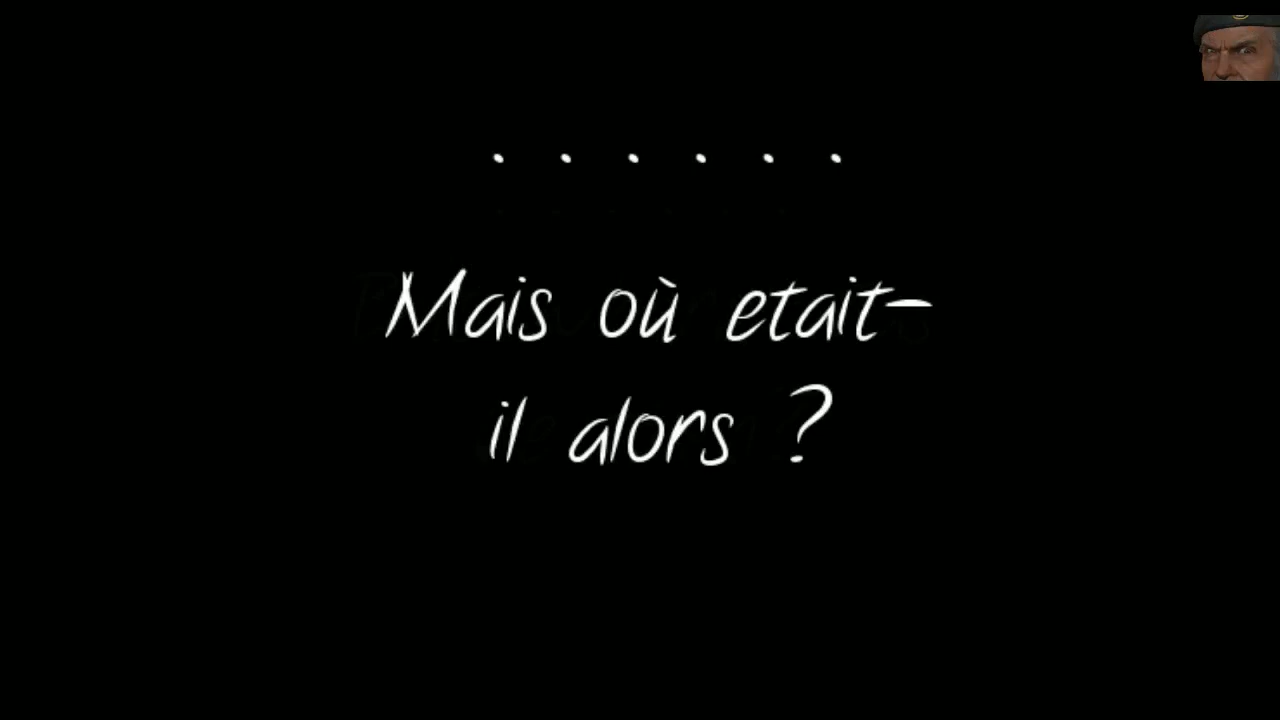 . . . . . .
Mais où etait-
il alors ?